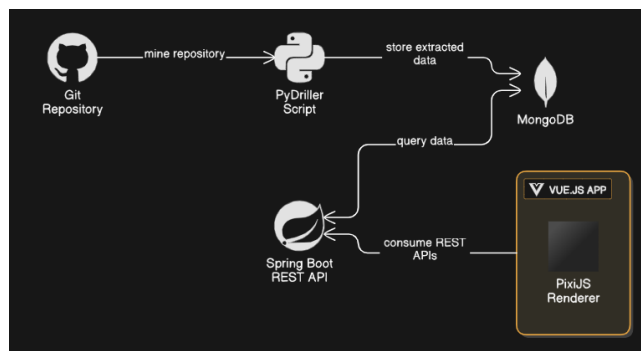 mine repository
store extracted
data
Git
Repository
PyDriller
Script
MongoDB
query data
VUE.JS APP
Spring Boot
REST API
consume REST
APIs
PixiJS
Renderer